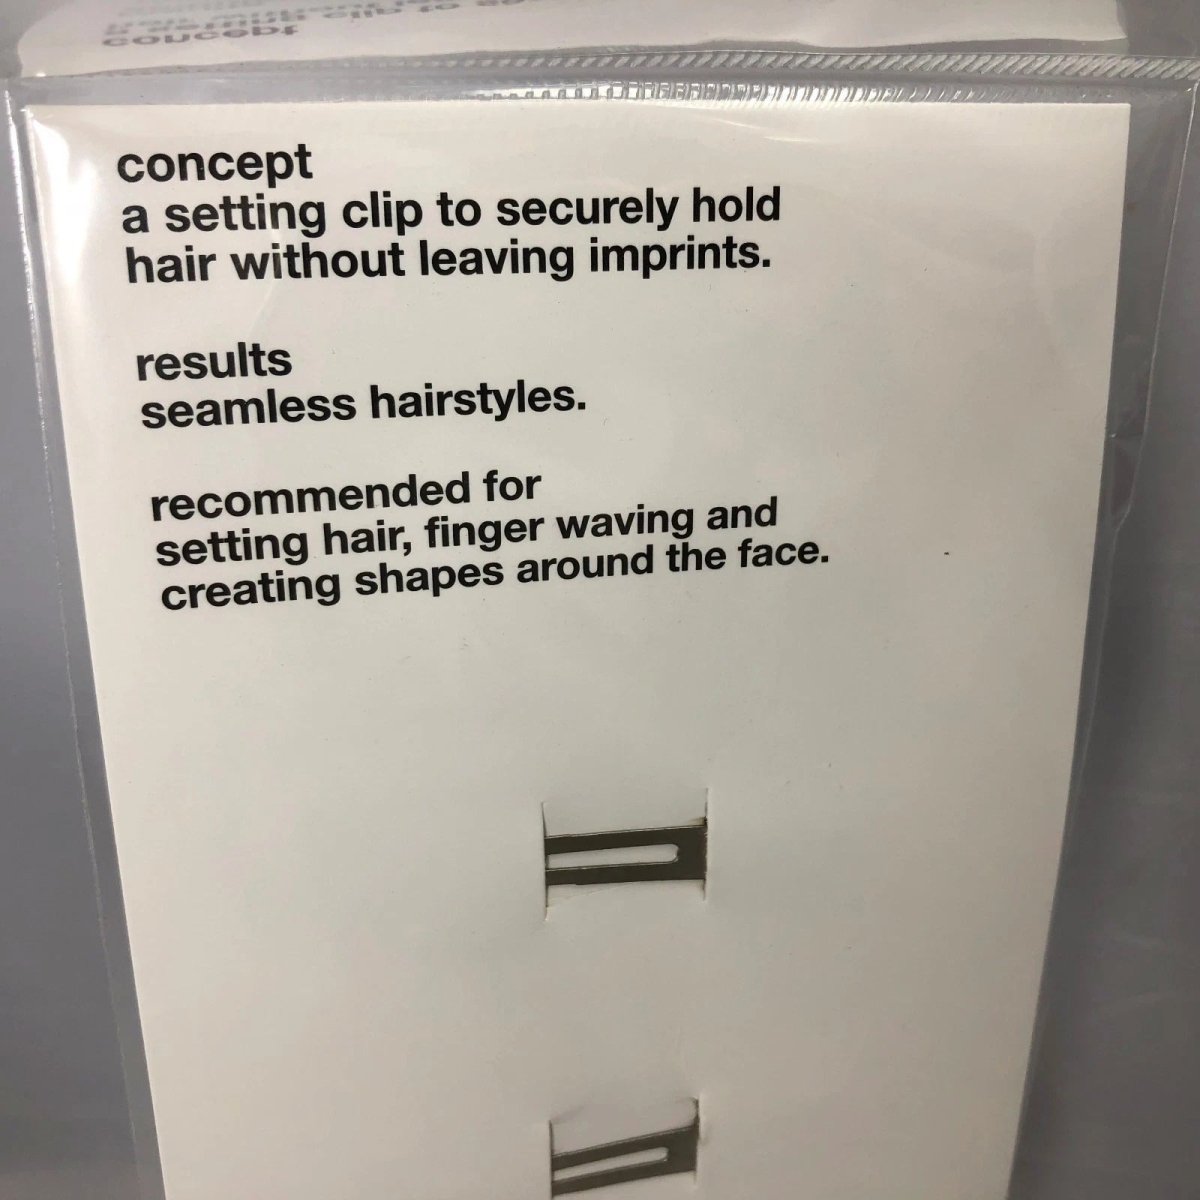 concept
a setting clip to securely hold
hair without leaving imprints.
results
seamless hairstyles.
recommended for
setting hair, finger waving and
creating shapes around the face.